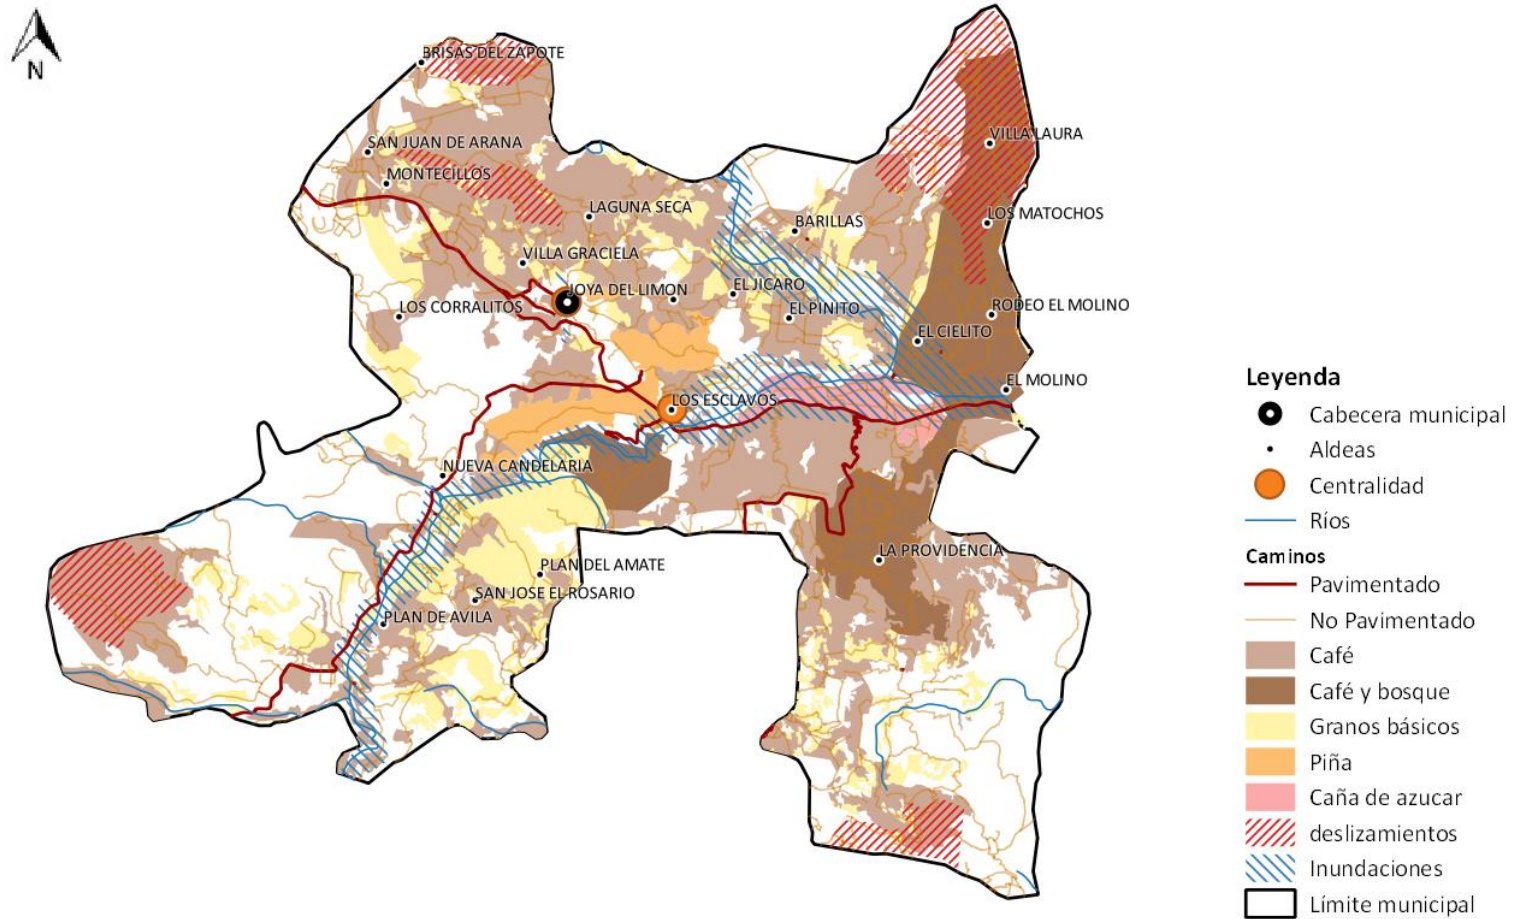 N
BRISAS DEL ZAPOTE
SAN JUAN DE ARANA
MONTECILLOS
VILLA LAURA
LAGUNA SECA
BARILLAS
LOS MATOCHOS
VILLA GRACIELA
JOYA DEL LIMON
EL JICARO
LOS CORRALITOS
EL PINITO
RODEO EL MOLINO
EL CIELITO
EL MOLINO
LOS ESCLAVOS
NUEVA CANDELARIA
LA PROVIDENCIA
PLAN DEL AMATE
SAN JOSE EL ROSARIO
PLAN DE AVILA
Leyenda
Cabecera municipal
Aldeas
Centralidad
Ríos
Caminos
Pavimentado
No Pavimentado
Café
Café y bosque
Granos básicos
Piña
Caña de azucar
deslizamientos
Inundaciones
Límite municipal